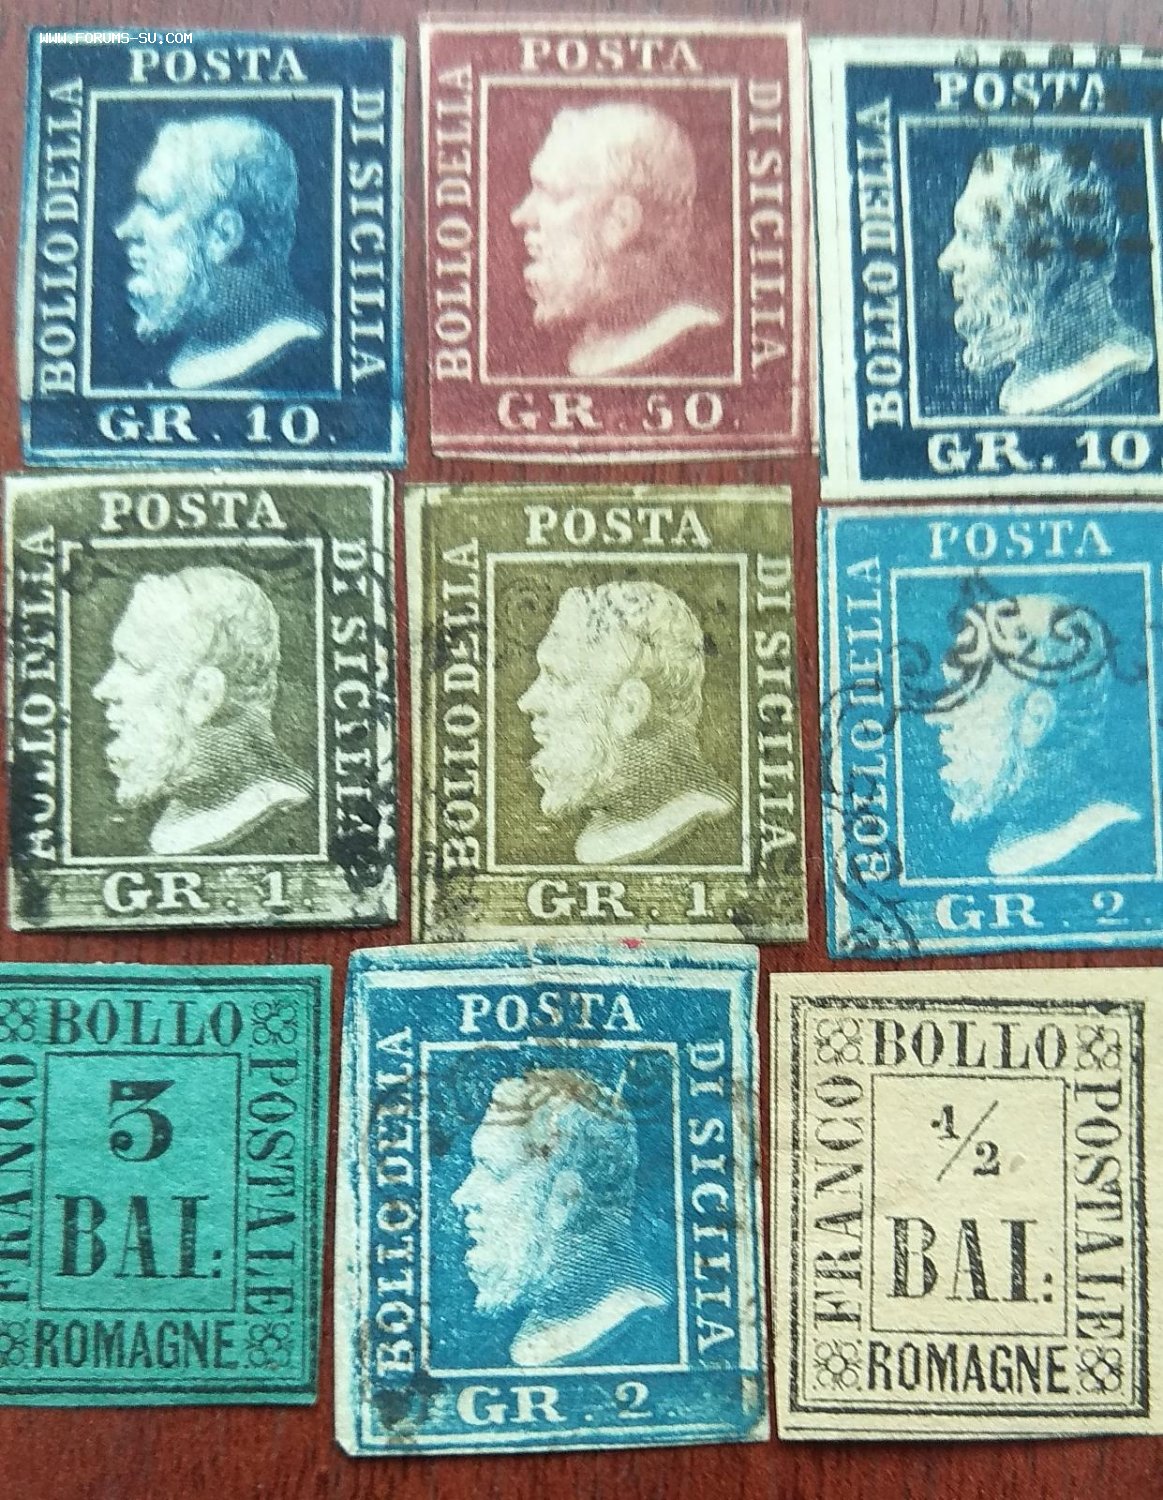 WWW.FORUMS-SU.COM
POSTA
BOLLO DELLA
DI SICILIA
GR. 10.
POSTA
BOLLO DELLA
DI SICILIA
GR. 50.
POSTA
BOLLO DELLA
GR. 10
POSTA
BOLLO DELLA
DI SICILIA
GR. 1.
POSTA
BOLLO DELLA
DI SICILIA
GR. 1.
POSTA
BOLLO DELLA
GR. 2.
BOLLO
FRANCO
POSTALE
3
BAI:
ROMAGNE
POSTA
BOLLO DELLA
DI SICILIA
GR. 2.
BOLLO
FRANCO
POSTALE
1/2
BAI:
ROMAGNE